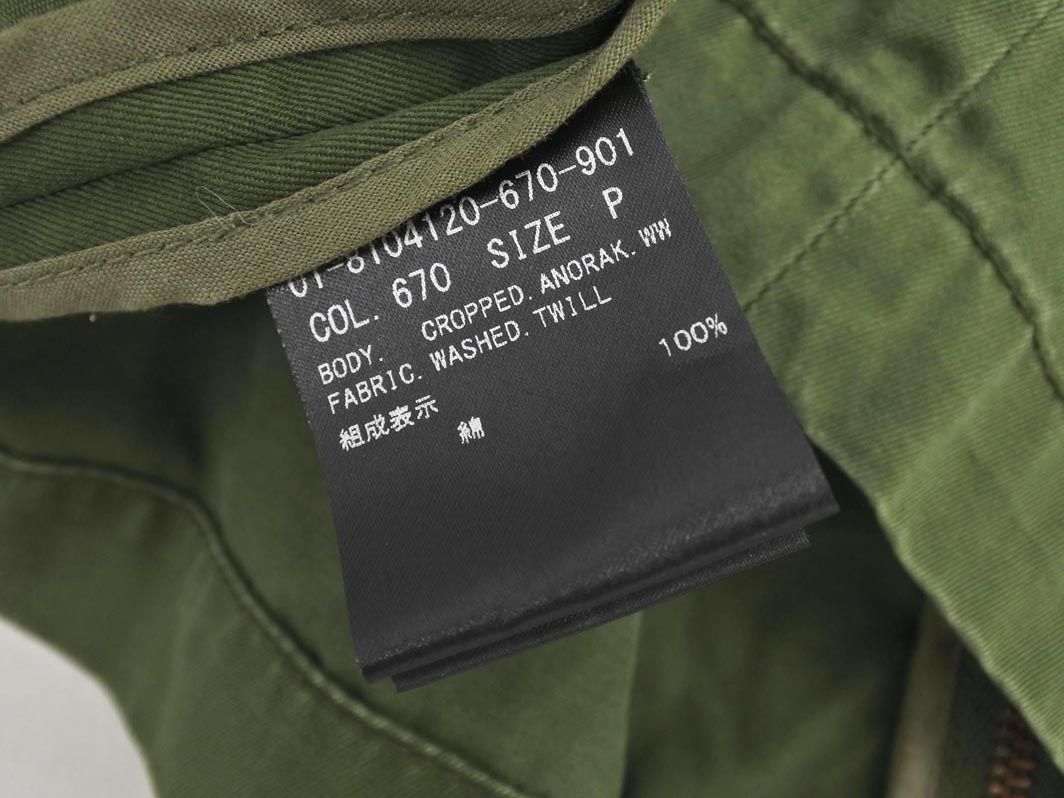 01-8104120-670-901
COL. 670 SIZE P
BODY. CROPPED.ANORAK.WW
FABRIC.WASHED.TWILL
組成表示
綿 100%